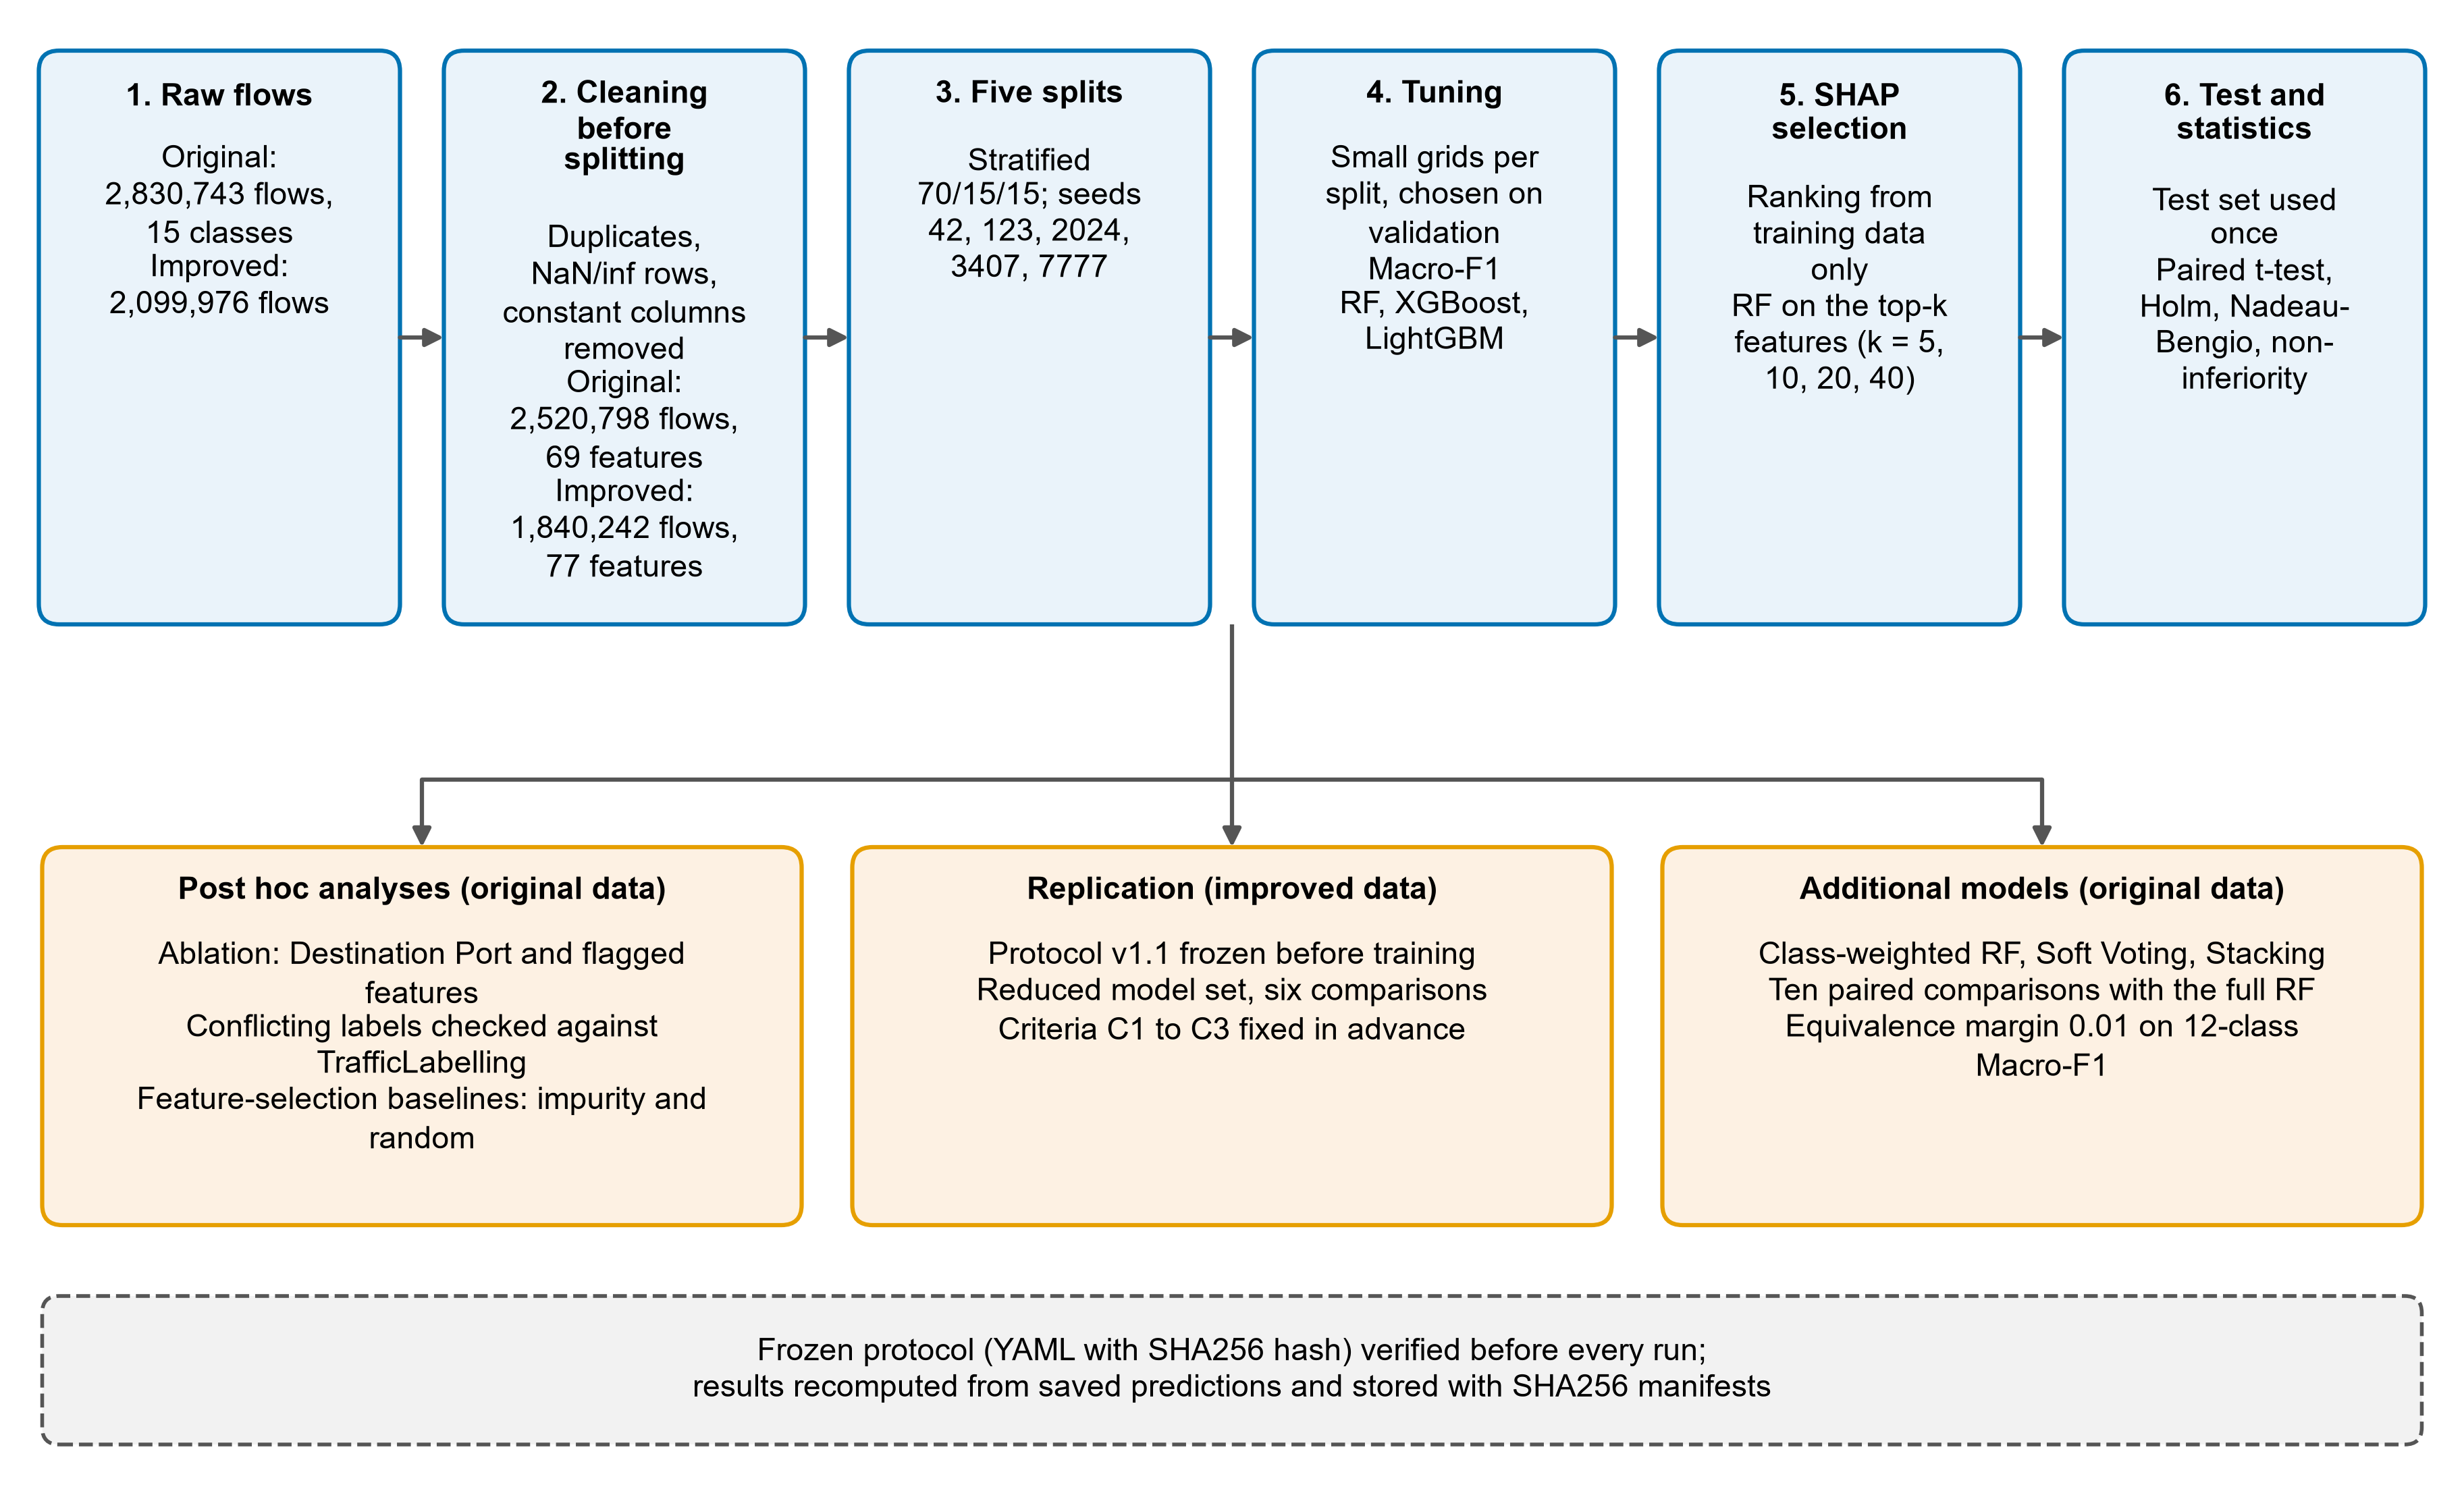 1. Raw flows
Original:
2,830,743 flows,
15 classes
Improved:
2,099,976 flows
2. Cleaning
before
splitting
Duplicates,
NaN/inf rows,
constant columns
removed
Original:
2,520,798 flows,
69 features
Improved:
1,840,242 flows,
77 features
3. Five splits
Stratified
70/15/15; seeds
42, 123, 2024,
3407, 7777
4. Tuning
Small grids per
split, chosen on
validation
Macro-F1
RF, XGBoost,
LightGBM
5. SHAP
selection
Ranking from
training data
only
RF on the top-k
features (k = 5,
10, 20, 40)
6. Test and
statistics
Test set used
once
Paired t-test,
Holm, Nadeau-
Bengio, non-
inferiority
Post hoc analyses (original data)
Ablation: Destination Port and flagged
features
Conflicting labels checked against
TrafficLabelling
Feature-selection baselines: impurity and
random
Replication (improved data)
Protocol v1.1 frozen before training
Reduced model set, six comparisons
Criteria C1 to C3 fixed in advance
Additional models (original data)
Class-weighted RF, Soft Voting, Stacking
Ten paired comparisons with the full RF
Equivalence margin 0.01 on 12-class
Macro-F1
Frozen protocol (YAML with SHA256 hash) verified before every run;
results recomputed from saved predictions and stored with SHA256 manifests